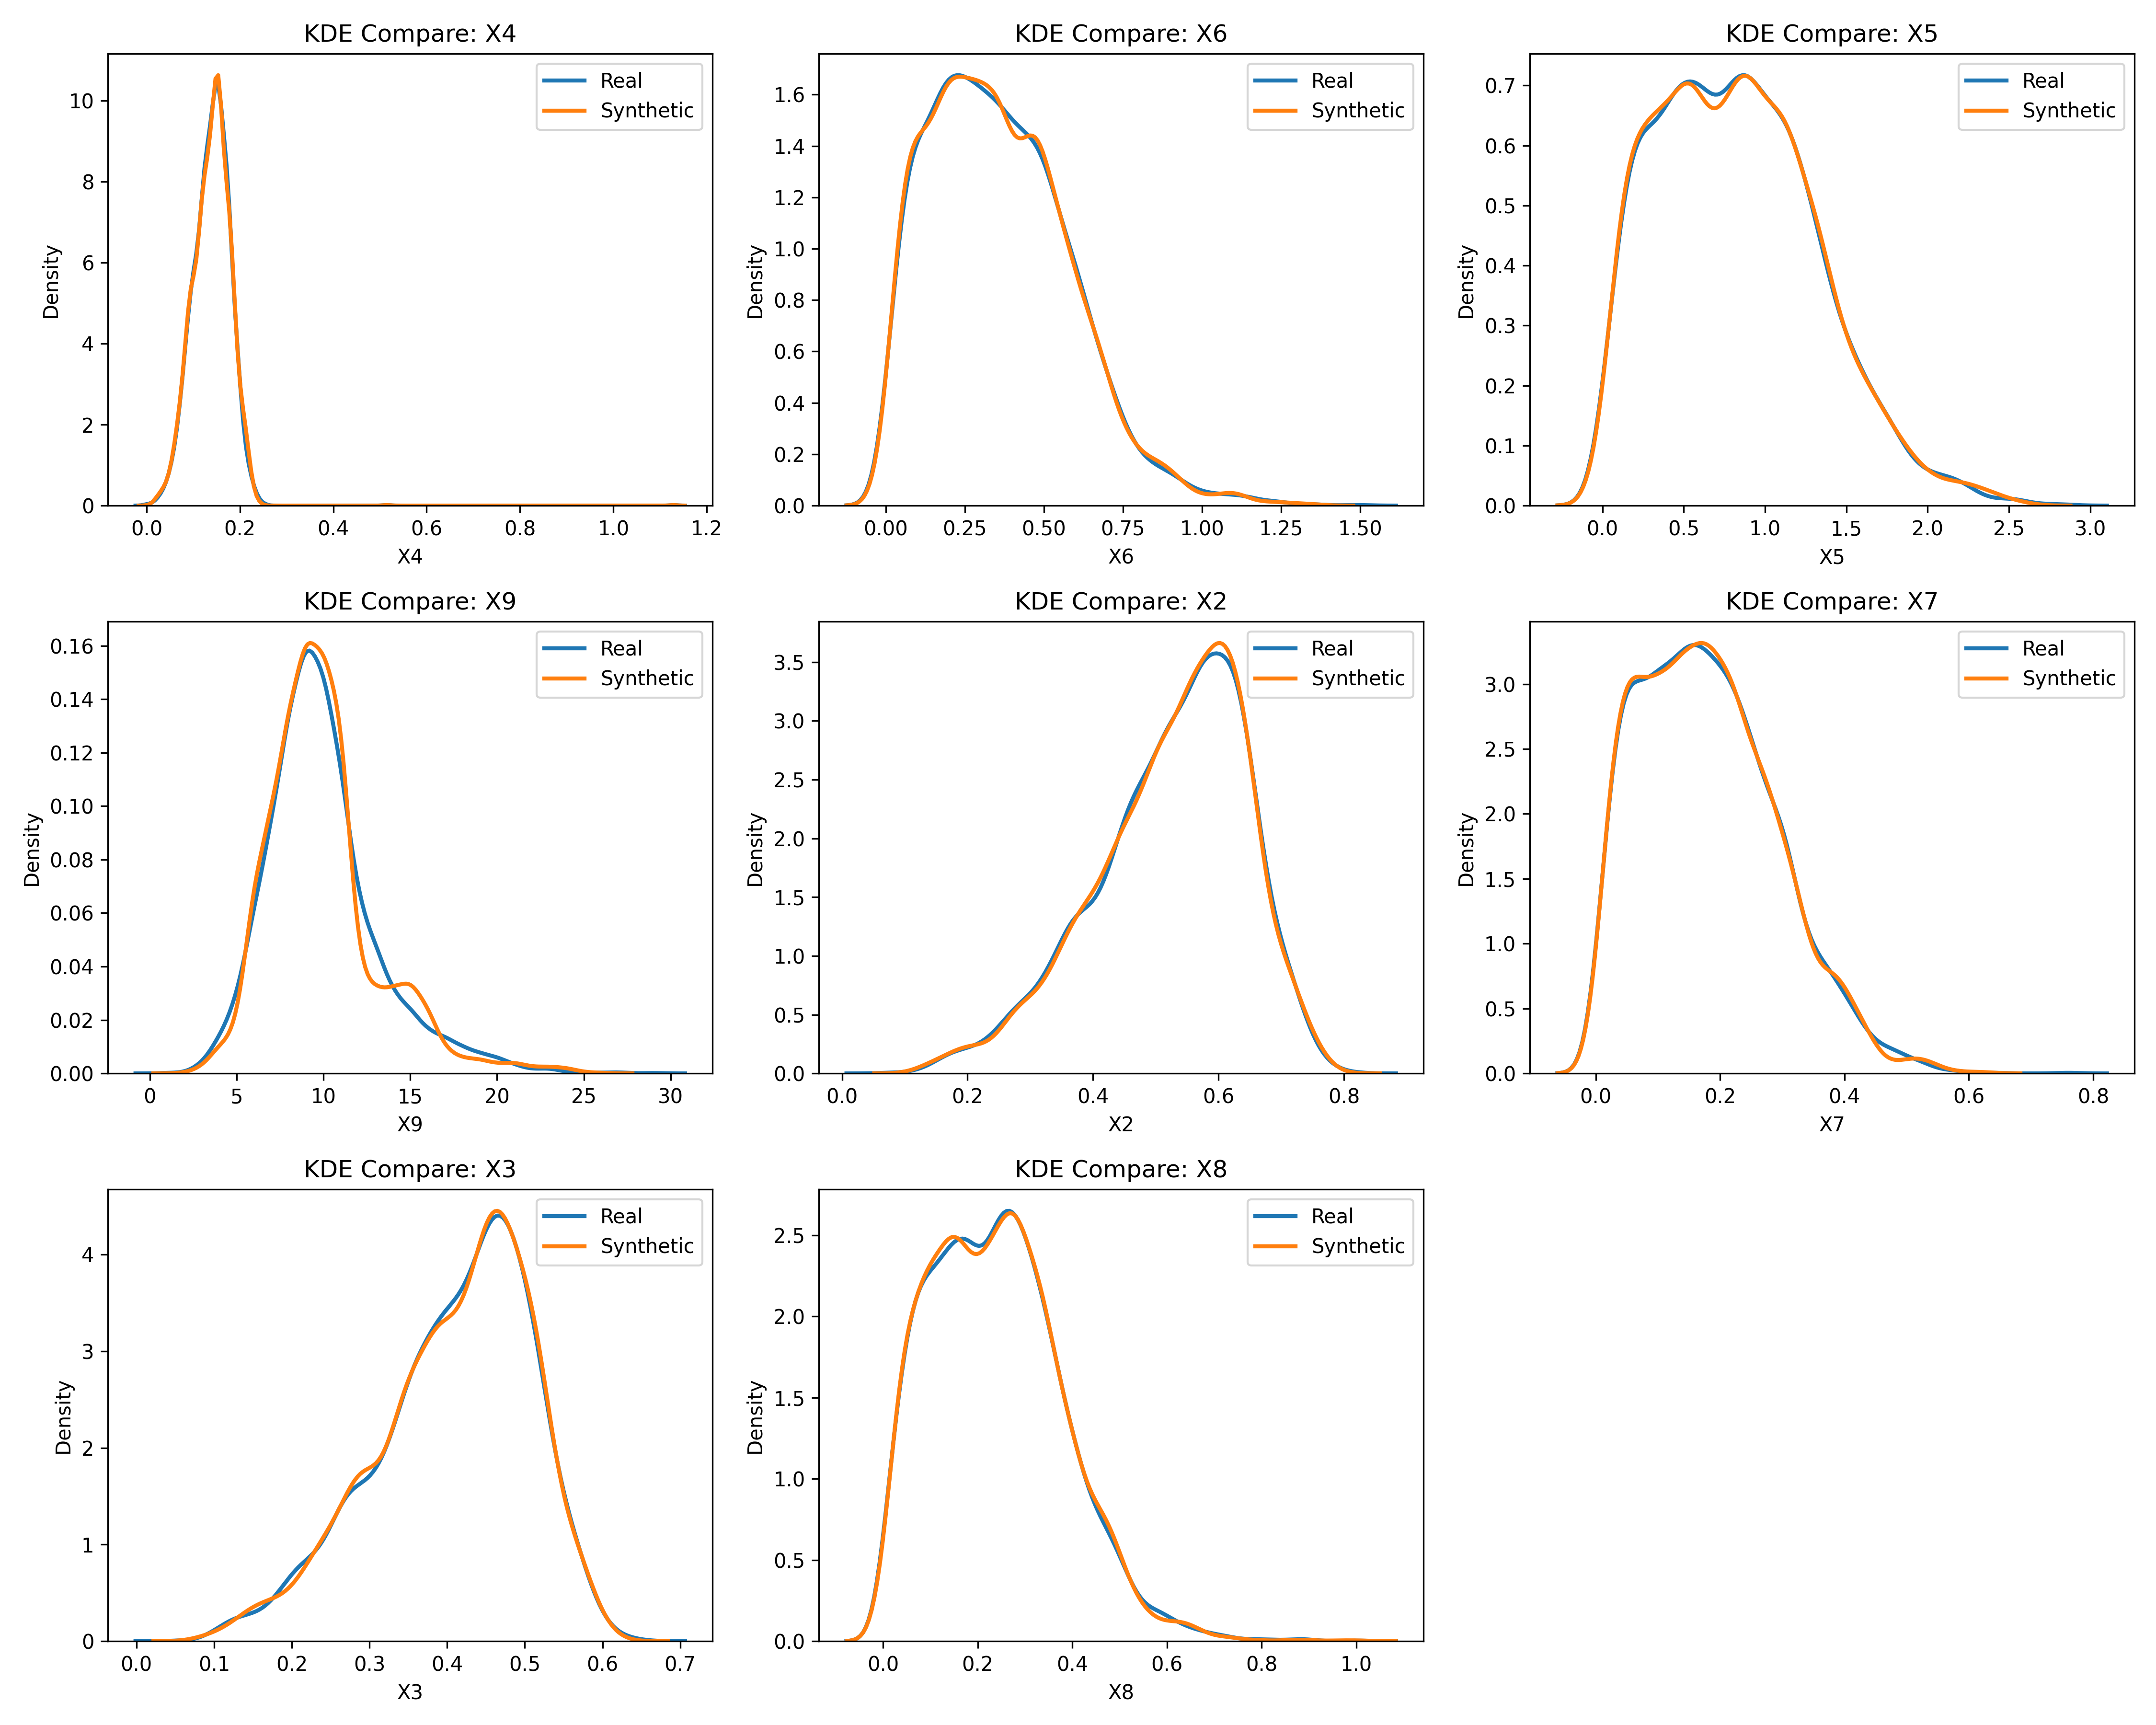 KDE Compare: X4
Real
Synthetic
Density
10
8
6
4
2
0
0.0 0.2 0.4 0.6 0.8 1.0 1.2
X4
KDE Compare: X6
Real
Synthetic
Density
1.6
1.4
1.2
1.0
0.8
0.6
0.4
0.2
0.0
0.00 0.25 0.50 0.75 1.00 1.25 1.50
X6
KDE Compare: X5
Real
Synthetic
Density
0.7
0.6
0.5
0.4
0.3
0.2
0.1
0.0
0.0 0.5 1.0 1.5 2.0 2.5 3.0
X5
KDE Compare: X9
Real
Synthetic
Density
0.16
0.14
0.12
0.10
0.08
0.06
0.04
0.02
0.00
0 5 10 15 20 25 30
X9
KDE Compare: X2
Real
Synthetic
Density
3.5
3.0
2.5
2.0
1.5
1.0
0.5
0.0
0.0 0.2 0.4 0.6 0.8
X2
KDE Compare: X7
Real
Synthetic
Density
3.0
2.5
2.0
1.5
1.0
0.5
0.0
0.0 0.2 0.4 0.6 0.8
X7
KDE Compare: X3
Real
Synthetic
Density
4
3
2
1
0
0.0 0.1 0.2 0.3 0.4 0.5 0.6 0.7
X3
KDE Compare: X8
Real
Synthetic
Density
2.5
2.0
1.5
1.0
0.5
0.0
0.0 0.2 0.4 0.6 0.8 1.0
X8